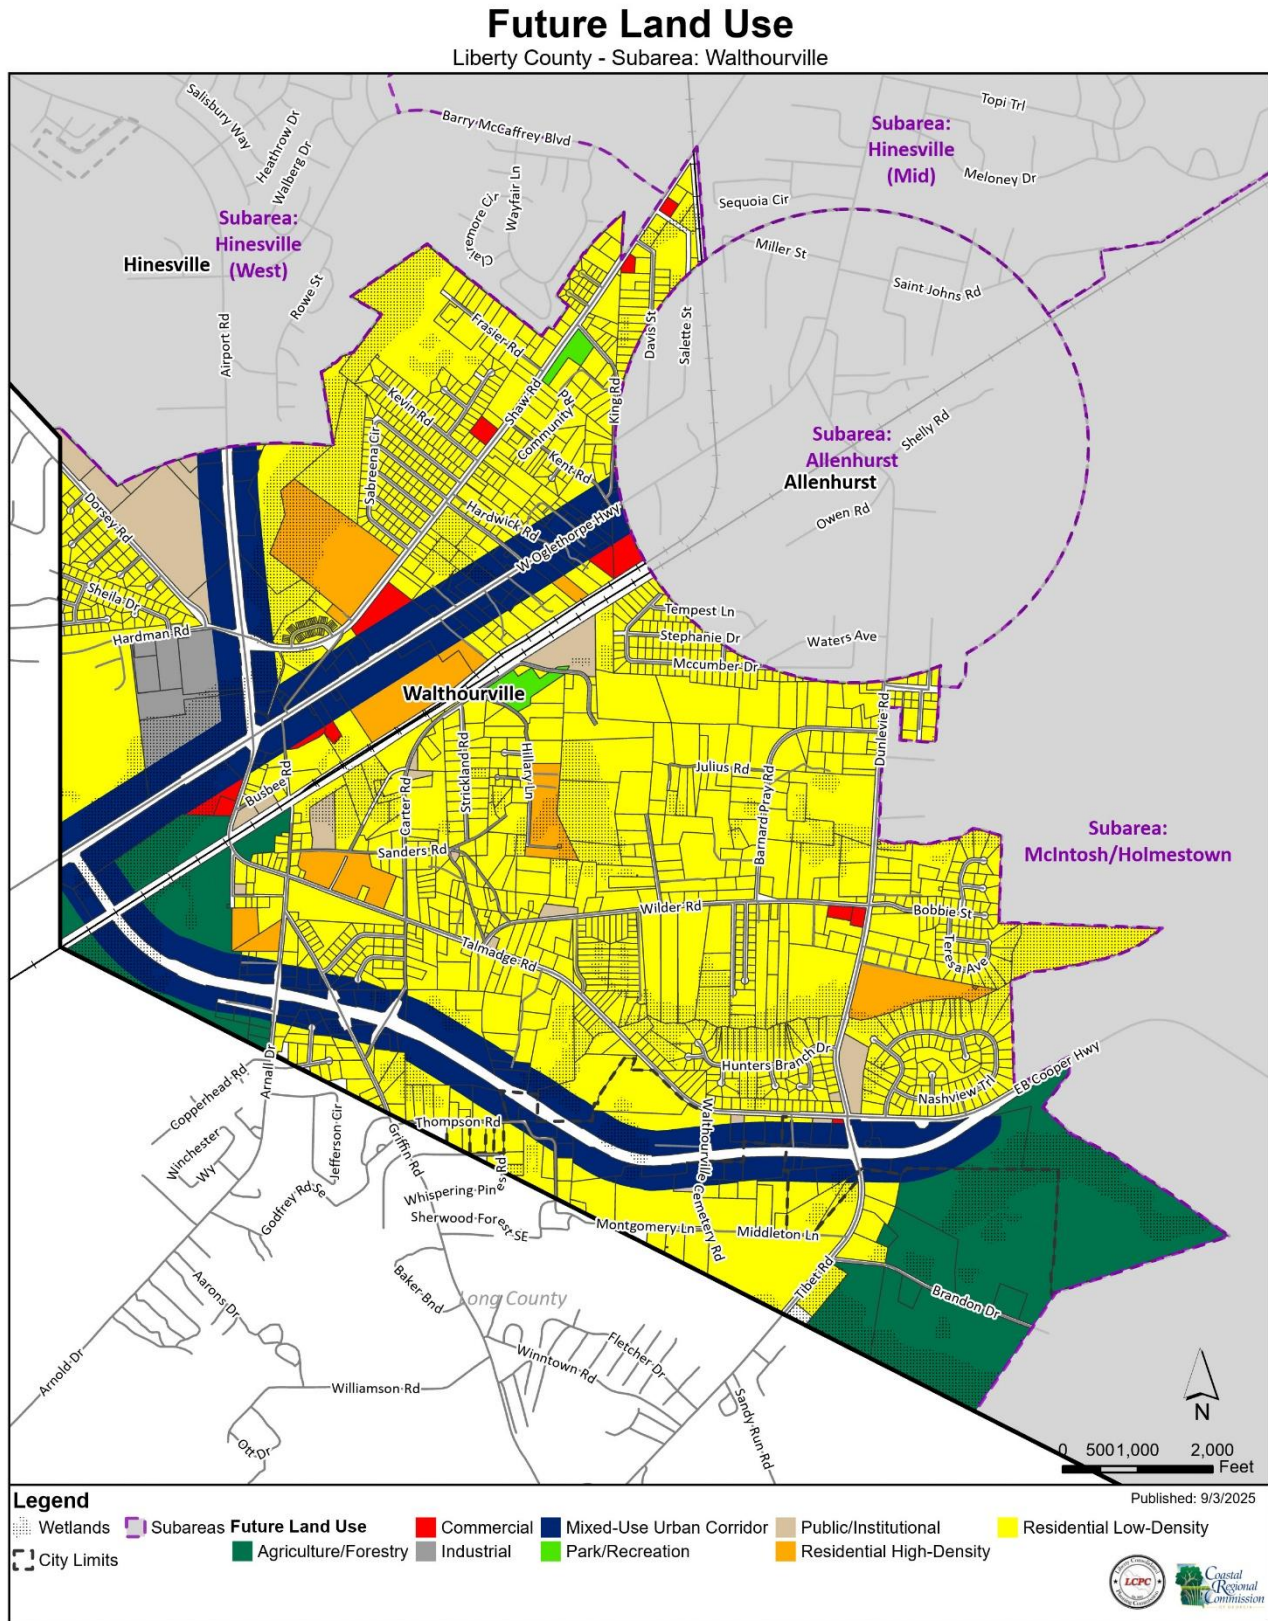 Future Land Use
Liberty County - Subarea: Walthourville
Salisbury Way
Heathrow Dr
Walberg Dr
Barry McCaffrey Blvd
Topi Trl
Subarea:
Hinesville
(Mid)
Meloney Dr
Wayfair Ln
Clairemore Cir
Sequoia Cir
Subarea:
Hinesville
(West)
Hinesville
Miller St
Saint Johns Rd
Rowe St
Airport Rd
Frasier Rd
Davis St
Salette St
Shaw Rd
Kevin Rd
Community Rd
King Rd
Sabreena Cir
Kent Rd
Subarea:
Allenhurst
Shelly Rd
Allenhurst
Dorsey Rd
Hardwick Rd
W Oglethorpe Hwy
Owen Rd
Sheila Dr
Hardman Rd
Tempest Ln
Stephanie Dr
Waters Ave
Mccumber Dr
Walthourville
Dunlevie Rd
Strickland Rd
Hillary Ln
Julius Rd
Barnard Pray Rd
Busbee Rd
Carter Rd
Sanders Rd
Subarea:
McIntosh/Holmestown
Wilder Rd
Bobbie St
Talmadge Rd
Teresa Ave
Hunters Branch Dr
EB Cooper Hwy
Nashview Trl
Copperhead Rd
Arnall Dr
Thompson Rd
Walthourville Cemetery Rd
Jefferson Cir
Griffin Rd
Winchester
Wy
Whispering Pines Rd
Godfrey Rd Se
Sherwood Forest SE
Montgomery Ln
Middleton Ln
Tibet Rd
Brandon Dr
Baker Bnd
Aarons Dr
Long County
Fletcher Dr
Winntown Rd
Arnold Dr
Williamson Rd
Sandy Run Rd
Ott Dr
N
0 500 1,000 2,000
Feet
Published: 9/3/2025
Legend
Wetlands Subareas Future Land Use Commercial Mixed-Use Urban Corridor Public/Institutional Residential Low-Density
City Limits Agriculture/Forestry Industrial Park/Recreation Residential High-Density
LCPC
Coastal
Regional
Commission